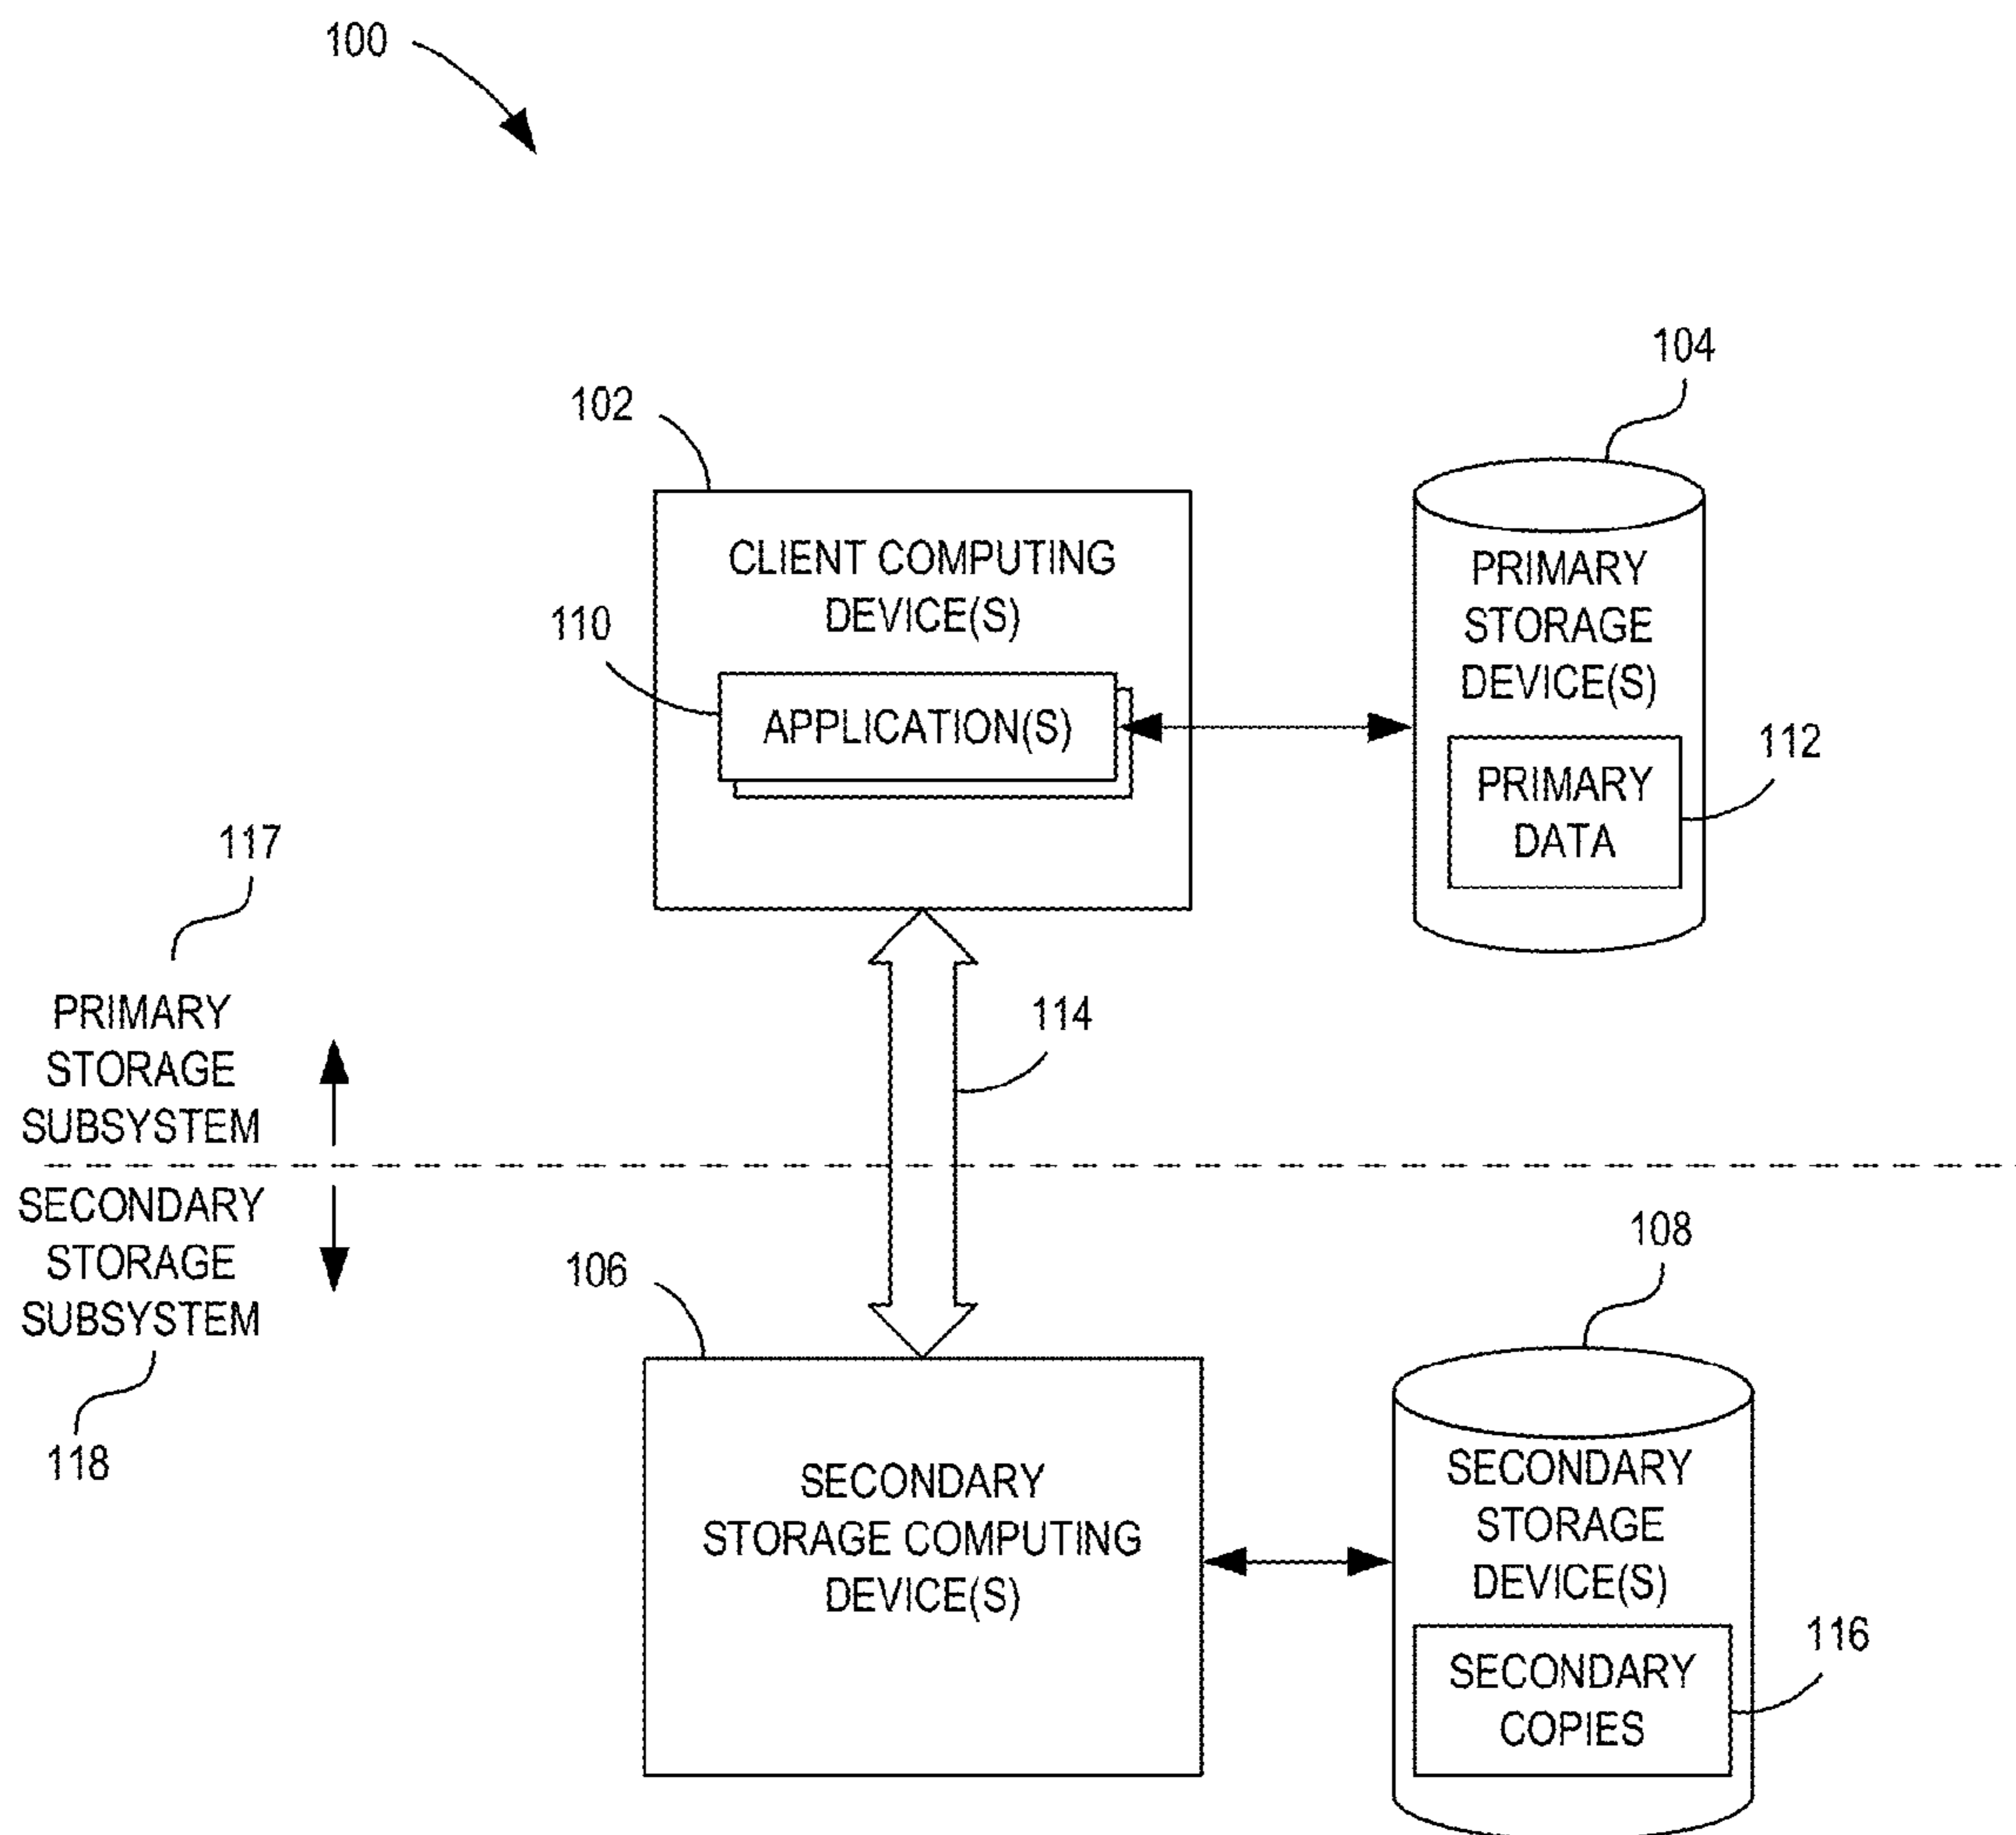 100
104
102
CLIENT COMPUTING
DEVICE(S)
PRIMARY
STORAGE
DEVICE(S)
110
APPLICATION(S)
112
PRIMARY
DATA
117
PRIMARY
STORAGE
SUBSYSTEM
114
SECONDARY
STORAGE
SUBSYSTEM
118
106
108
SECONDARY
STORAGE COMPUTING
DEVICE(S)
SECONDARY
STORAGE
DEVICE(S)
116
SECONDARY
COPIES